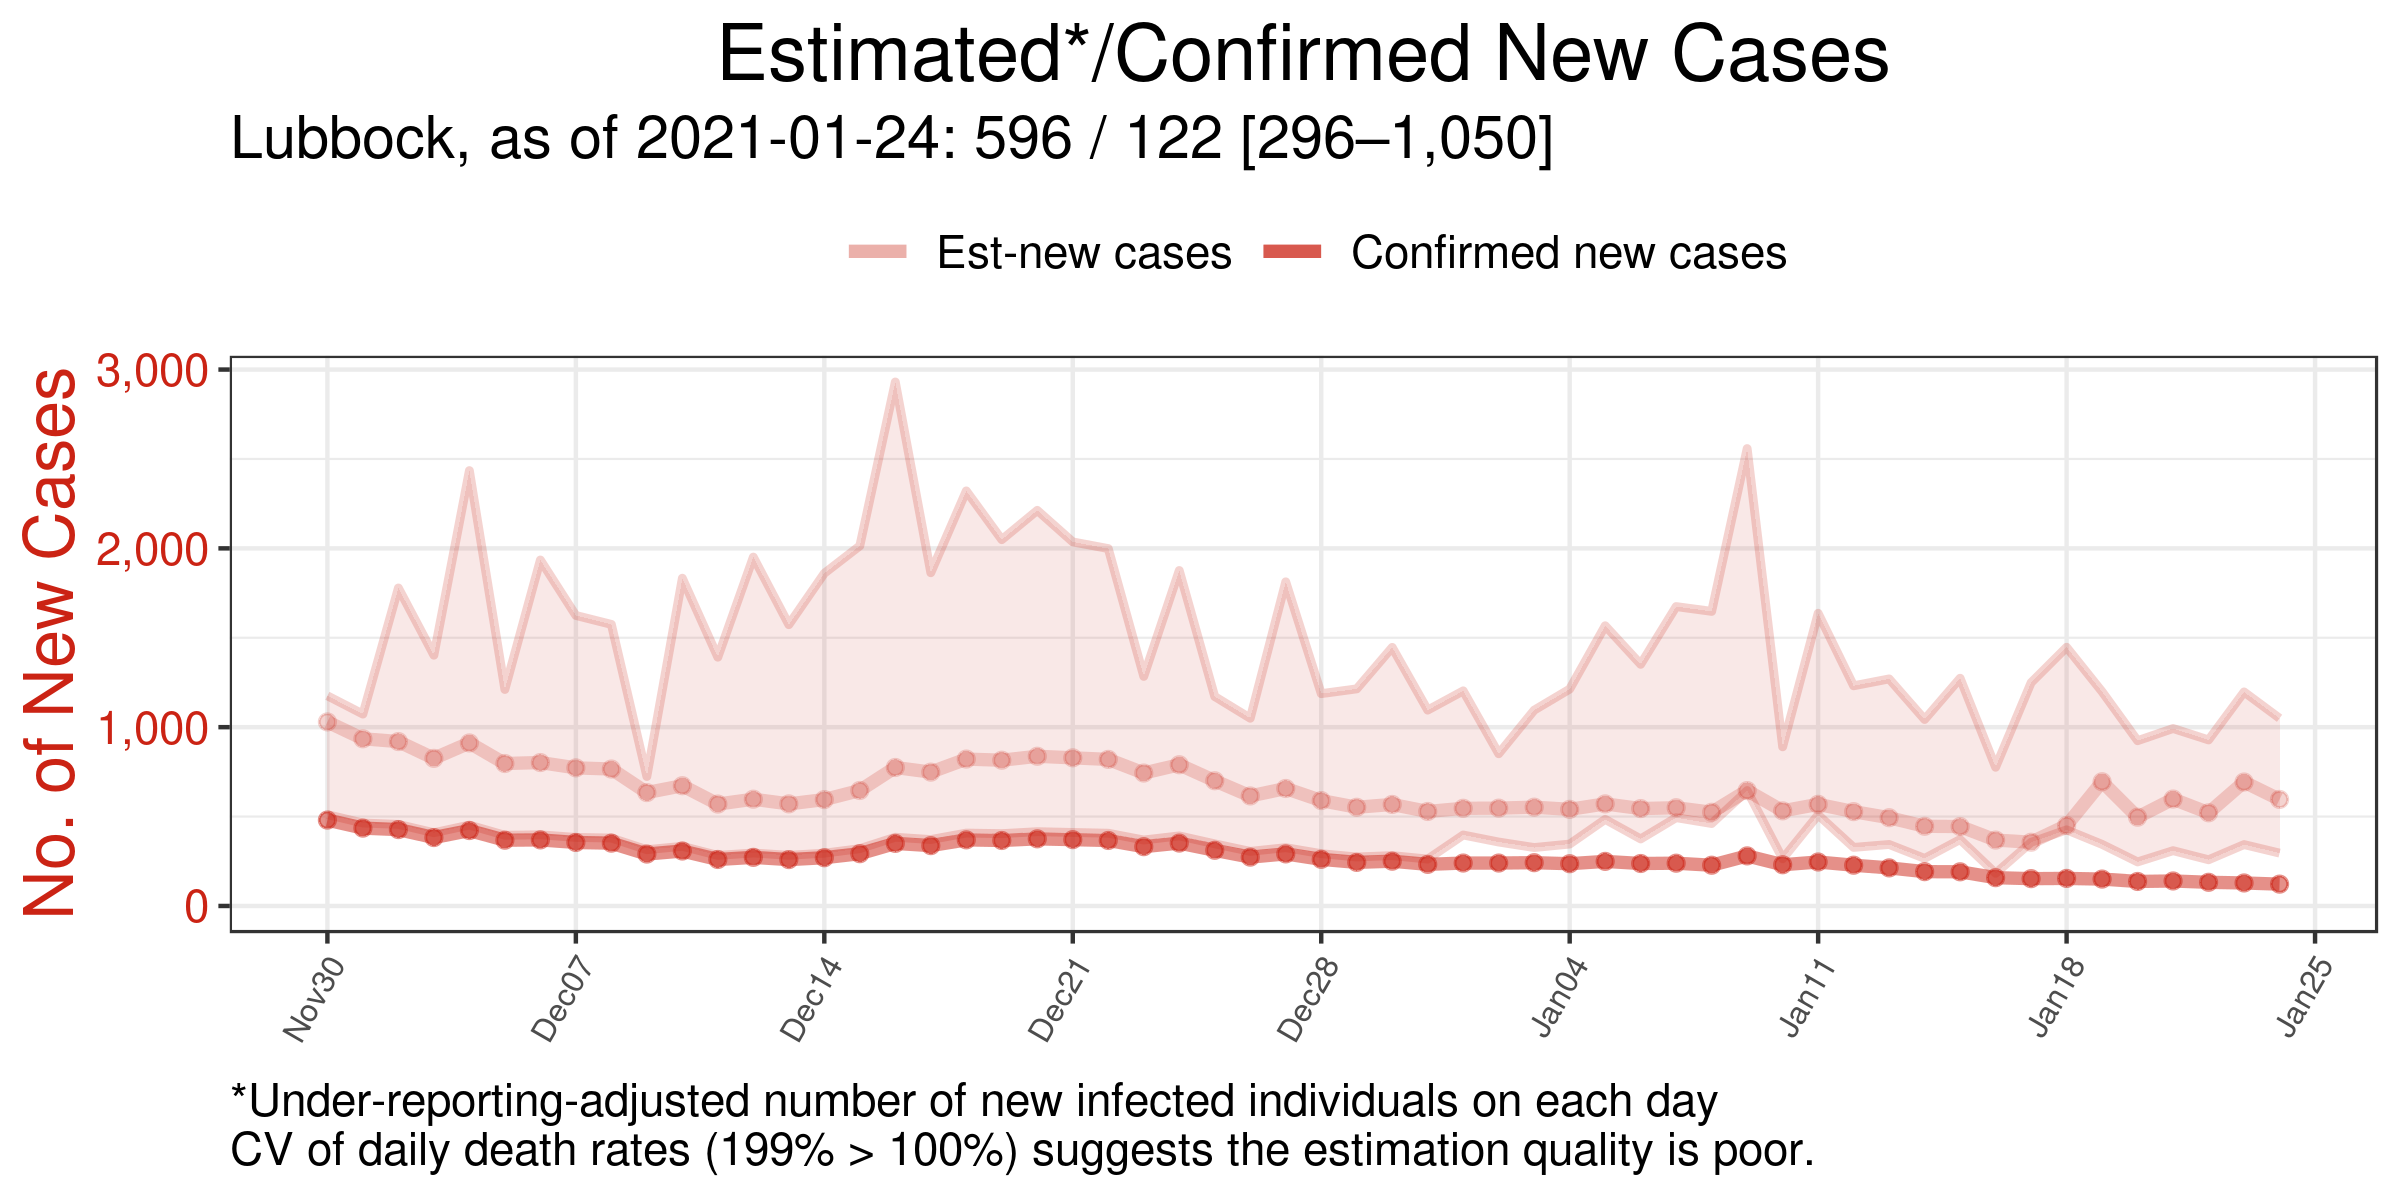 Estimated*/Confirmed New Cases
Lubbock, as of 2021-01-24: 596 / 122 [296–1,050]
Est-new cases
Confirmed new cases
No. of New Cases
3,000
2,000
1,000
0
Nov30
Dec07
Dec14
Dec21
Dec28
Jan04
Jan11
Jan18
Jan25
*Under-reporting-adjusted number of new infected individuals on each day
CV of daily death rates (199% > 100%) suggests the estimation quality is poor.